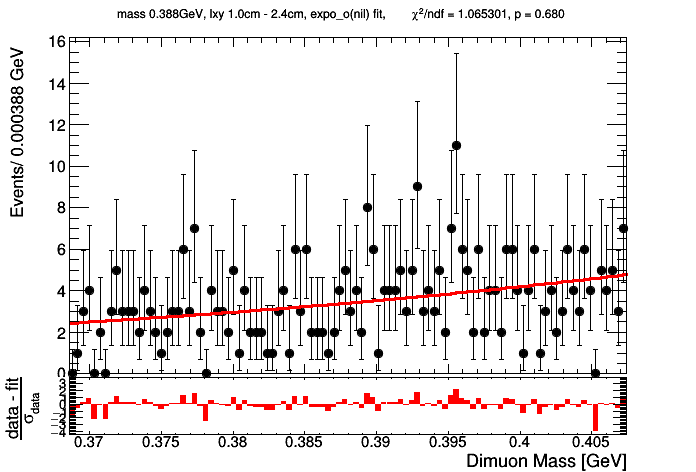 mass 0.388GeV, lxy 1.0cm - 2.4cm, expo_o(nil) fit, χ²/ndf = 1.065301, p = 0.680
Events/ 0.000388 GeV
16
14
12
10
8
6
4
2
0
data - fit
σdata
3
2
1
0
−1
−2
−3
−4
0.37 0.375 0.38 0.385 0.39 0.395 0.4 0.405
Dimuon Mass [GeV]